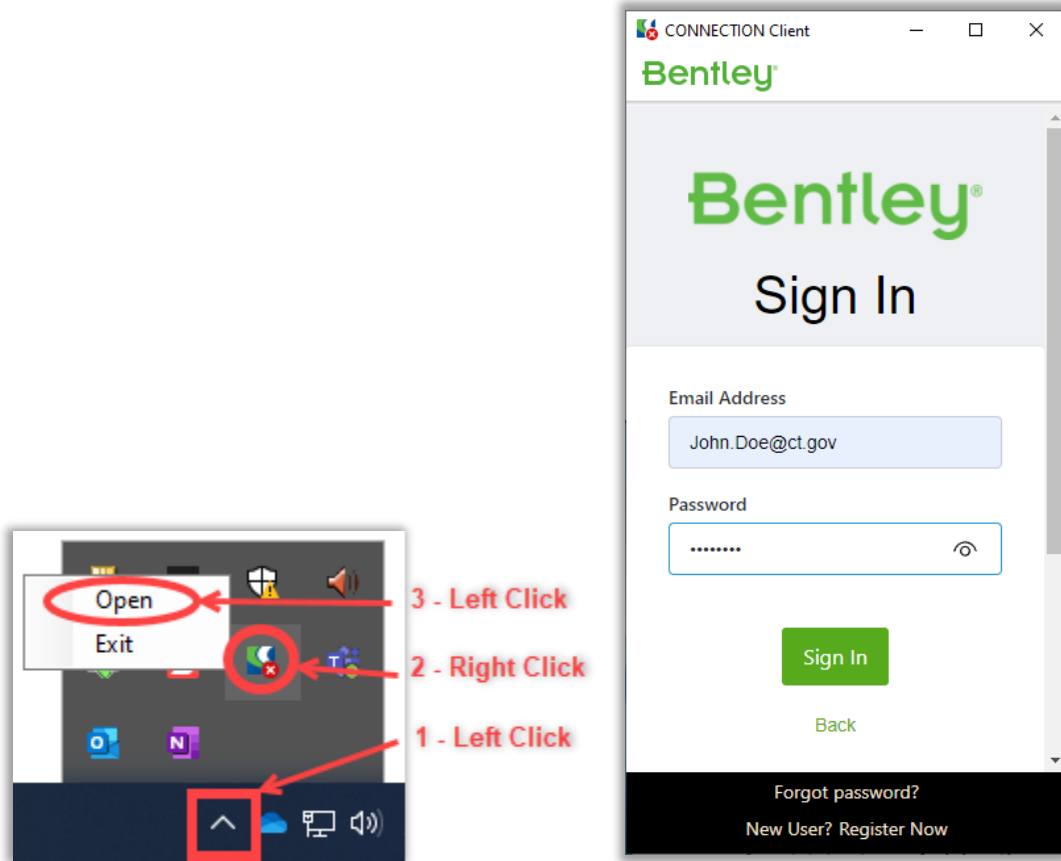 Open
Exit
3 - Left Click
2 - Right Click
1 - Left Click
CONNECTION Client
Bentley
Bentley®
Sign In
Email Address
John.Doe@ct.gov
Password
••••••••
Sign In
Back
Forgot password?
New User? Register Now